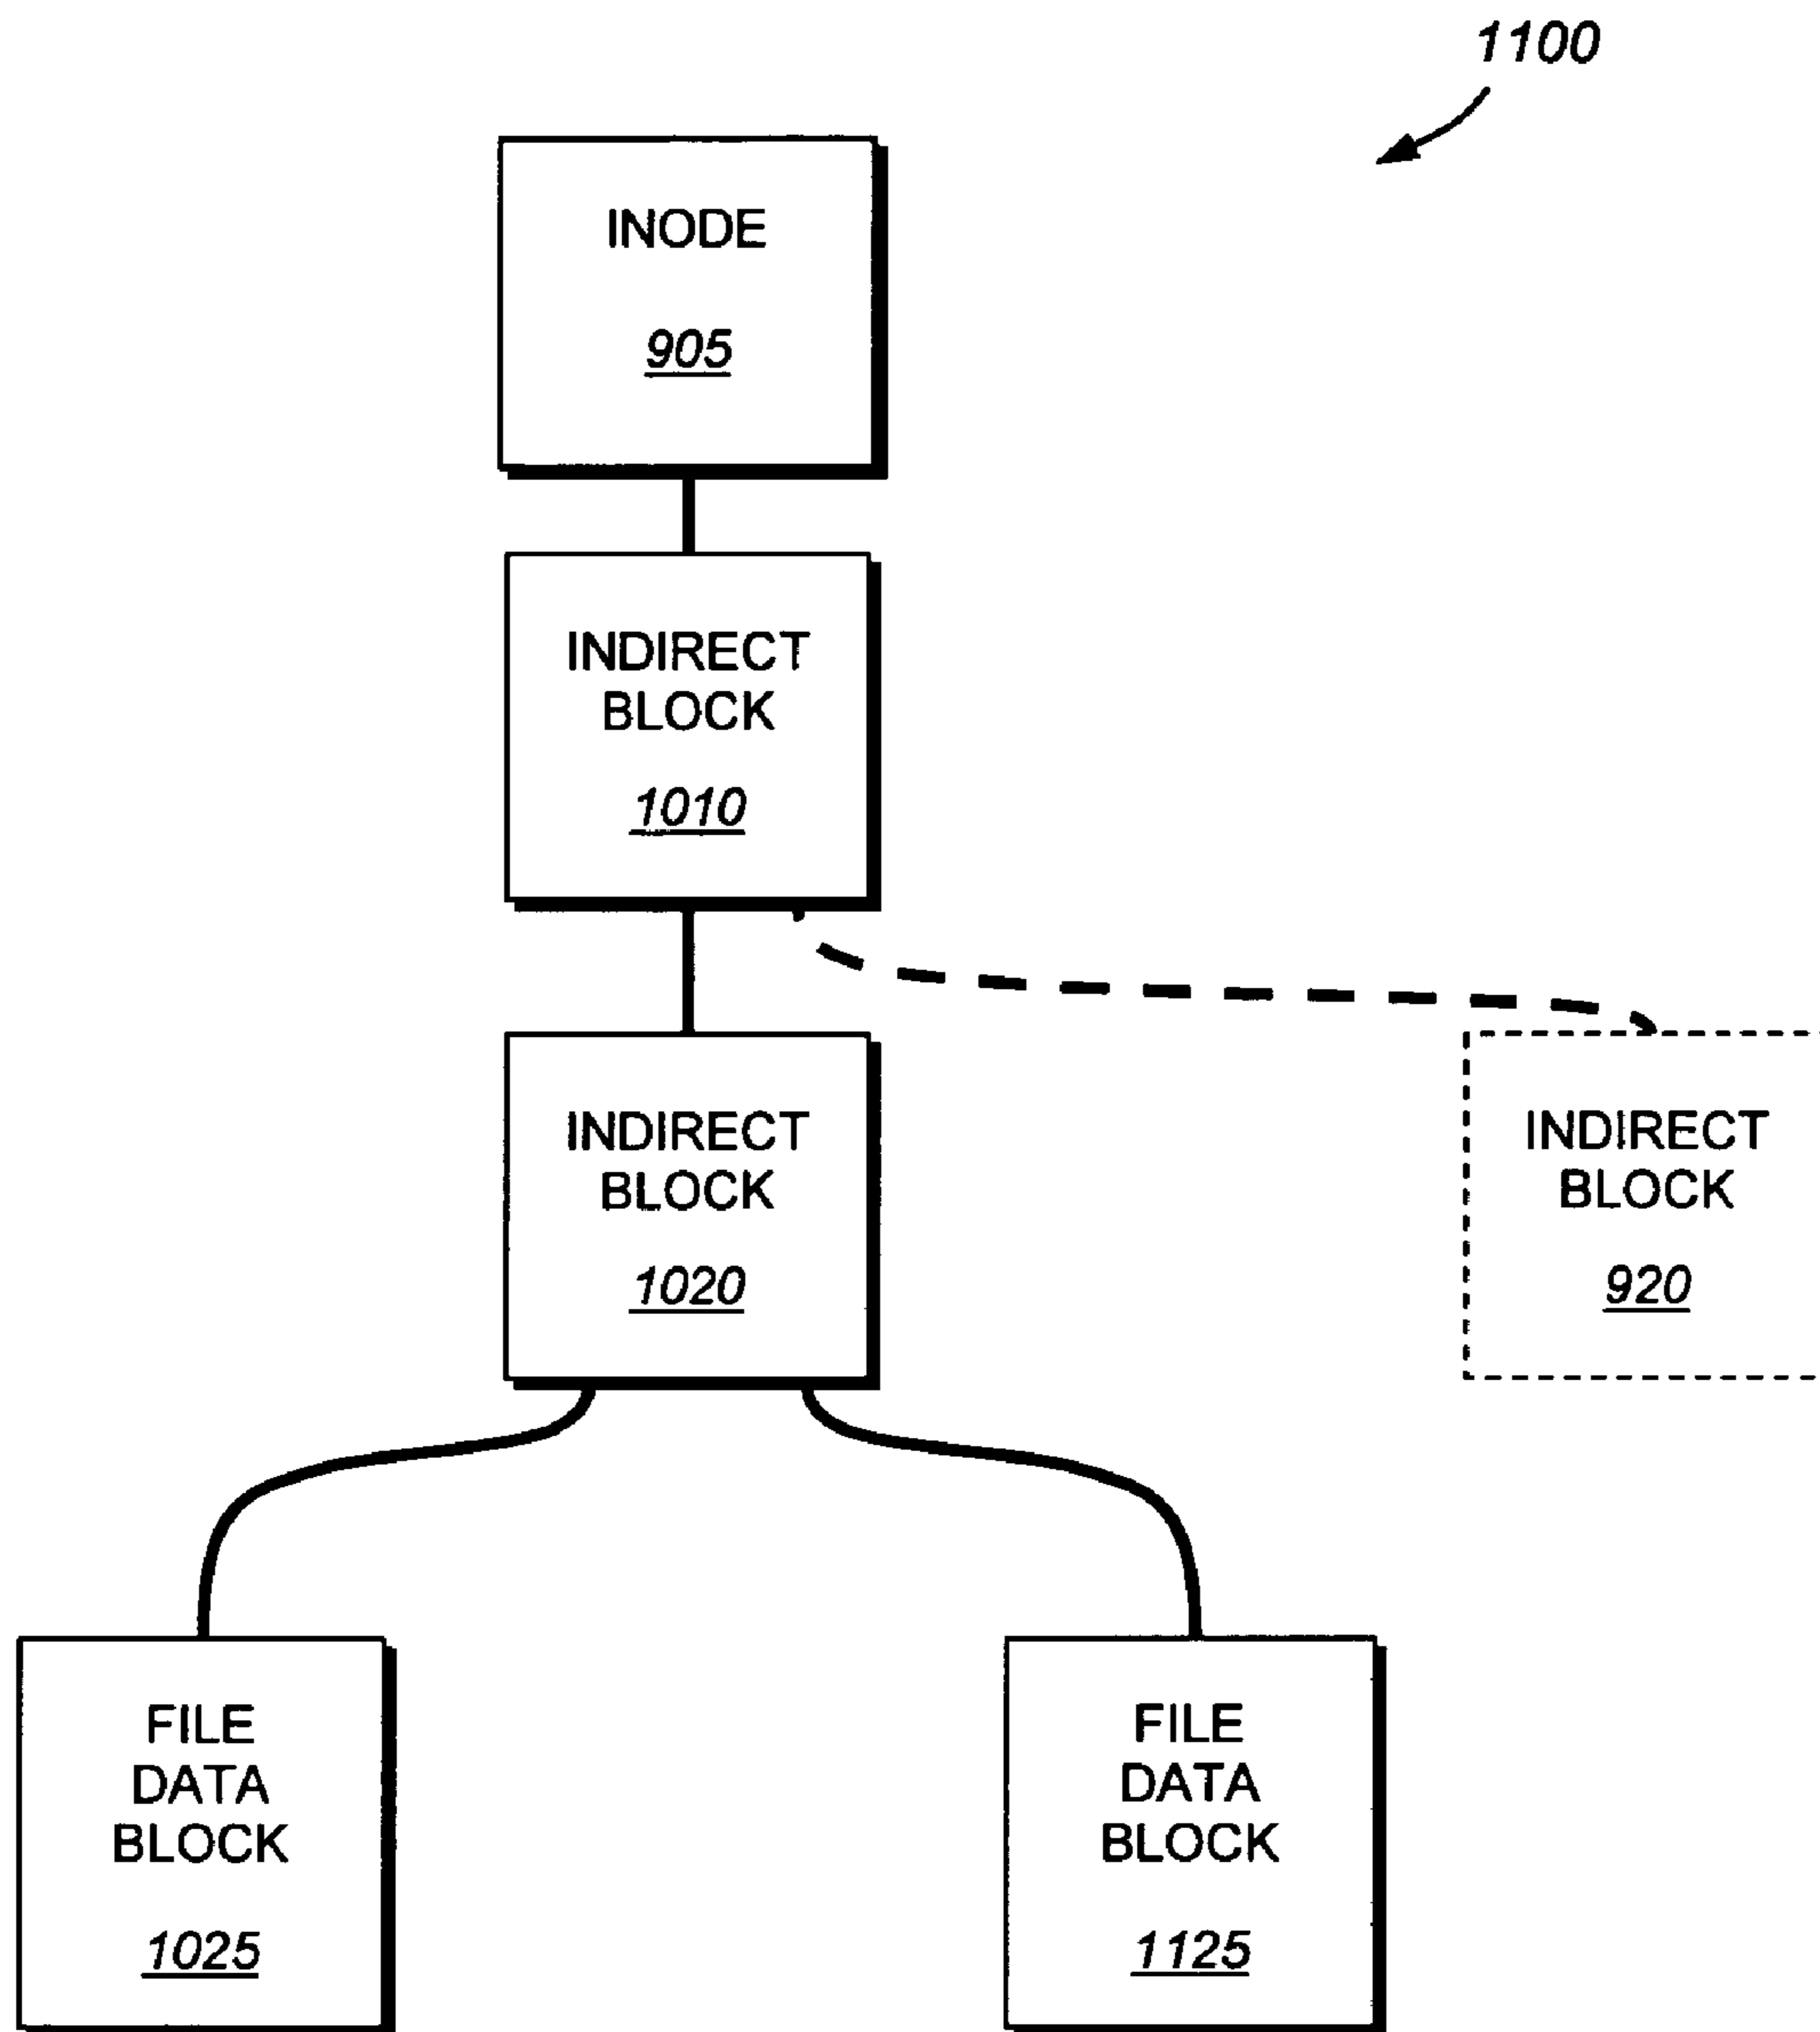 1100
INODE
905
INDIRECT
BLOCK
1010
INDIRECT
BLOCK
1020
INDIRECT
BLOCK
920
FILE
DATA
BLOCK
1025
FILE
DATA
BLOCK
1125